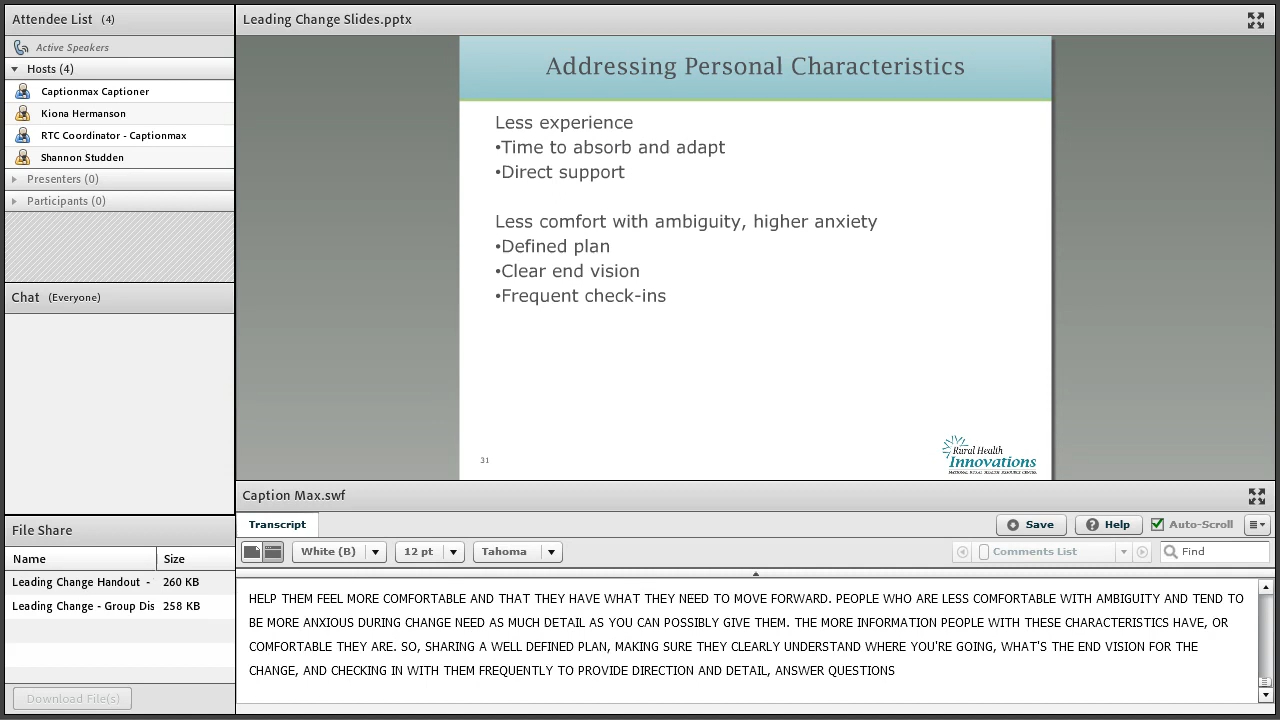 Attendee List (4)
Active Speakers
Hosts (4)
Captionmax Captioner
Kiona Hermanson
RTC Coordinator - Captionmax
Shannon Studden
Presenters (0)
Participants (0)
Chat (Everyone)
File Share
Name Size
Leading Change Handout - 260 KB
Leading Change - Group Dis 258 KB
Download File(s)
Leading Change Slides.pptx
Addressing Personal Characteristics
Less experience
•Time to absorb and adapt
•Direct support
Less comfort with ambiguity, higher anxiety
•Defined plan
•Clear end vision
•Frequent check-ins
31
Rural Health
Innovations
NATIONAL RURAL HEALTH RESOURCE CENTER
Caption Max.swf
Transcript Save Help Auto-Scroll
White (B) 12 pt Tahoma Comments List Find
HELP THEM FEEL MORE COMFORTABLE AND THAT THEY HAVE WHAT THEY NEED TO MOVE FORWARD. PEOPLE WHO ARE LESS COMFORTABLE WITH AMBIGUITY AND TEND TO
BE MORE ANXIOUS DURING CHANGE NEED AS MUCH DETAIL AS YOU CAN POSSIBLY GIVE THEM. THE MORE INFORMATION PEOPLE WITH THESE CHARACTERISTICS HAVE, OR
COMFORTABLE THEY ARE. SO, SHARING A WELL DEFINED PLAN, MAKING SURE THEY CLEARLY UNDERSTAND WHERE YOU'RE GOING, WHAT'S THE END VISION FOR THE
CHANGE, AND CHECKING IN WITH THEM FREQUENTLY TO PROVIDE DIRECTION AND DETAIL, ANSWER QUESTIONS